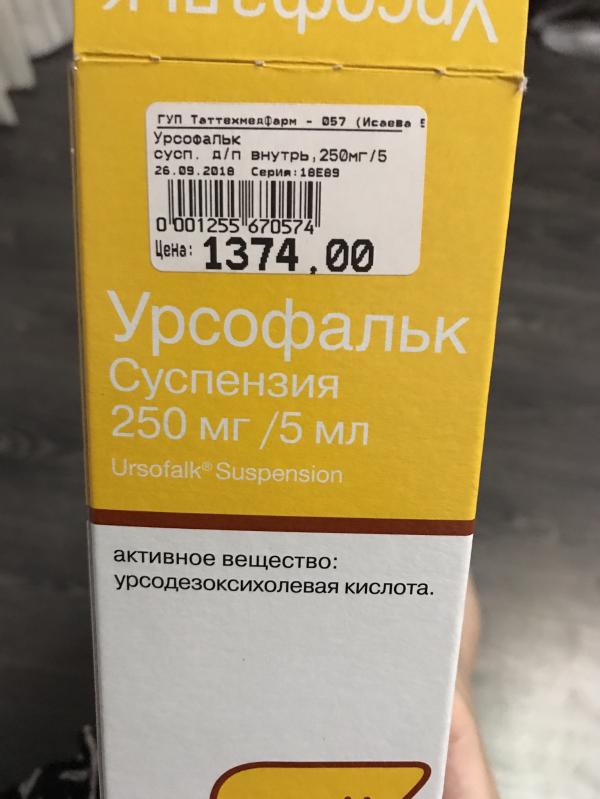 Урсофальк
ГУП Таттехмедфарм - 057 (Исаева
Урсофальк
сусп. д/п внутрь,250мг/5
26.09.2018 Серия:18E89
0 001255 670574
Цена: 1374,00
Урсофальк
Суспензия
250 мг /5 мл
Ursofalk® Suspension
активное вещество:
урсодезоксихолевая кислота.